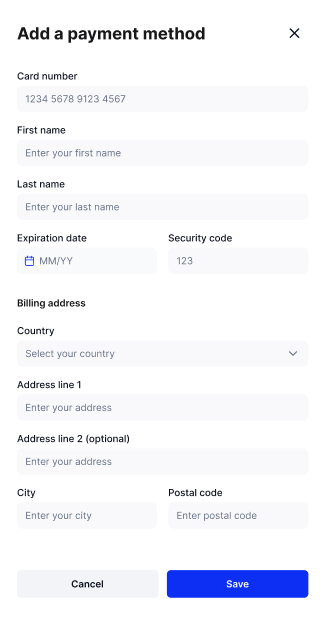 Add a payment method
Card number
1234 5678 9123 4567
First name
Enter your first name
Last name
Enter your last name
Expiration date
Security code
MM/YY
123
Billing address
Country
Select your country
Address line 1
Enter your address
Address line 2 (optional)
Enter your address
City
Postal code
Enter your city
Enter postal code
Cancel
Save